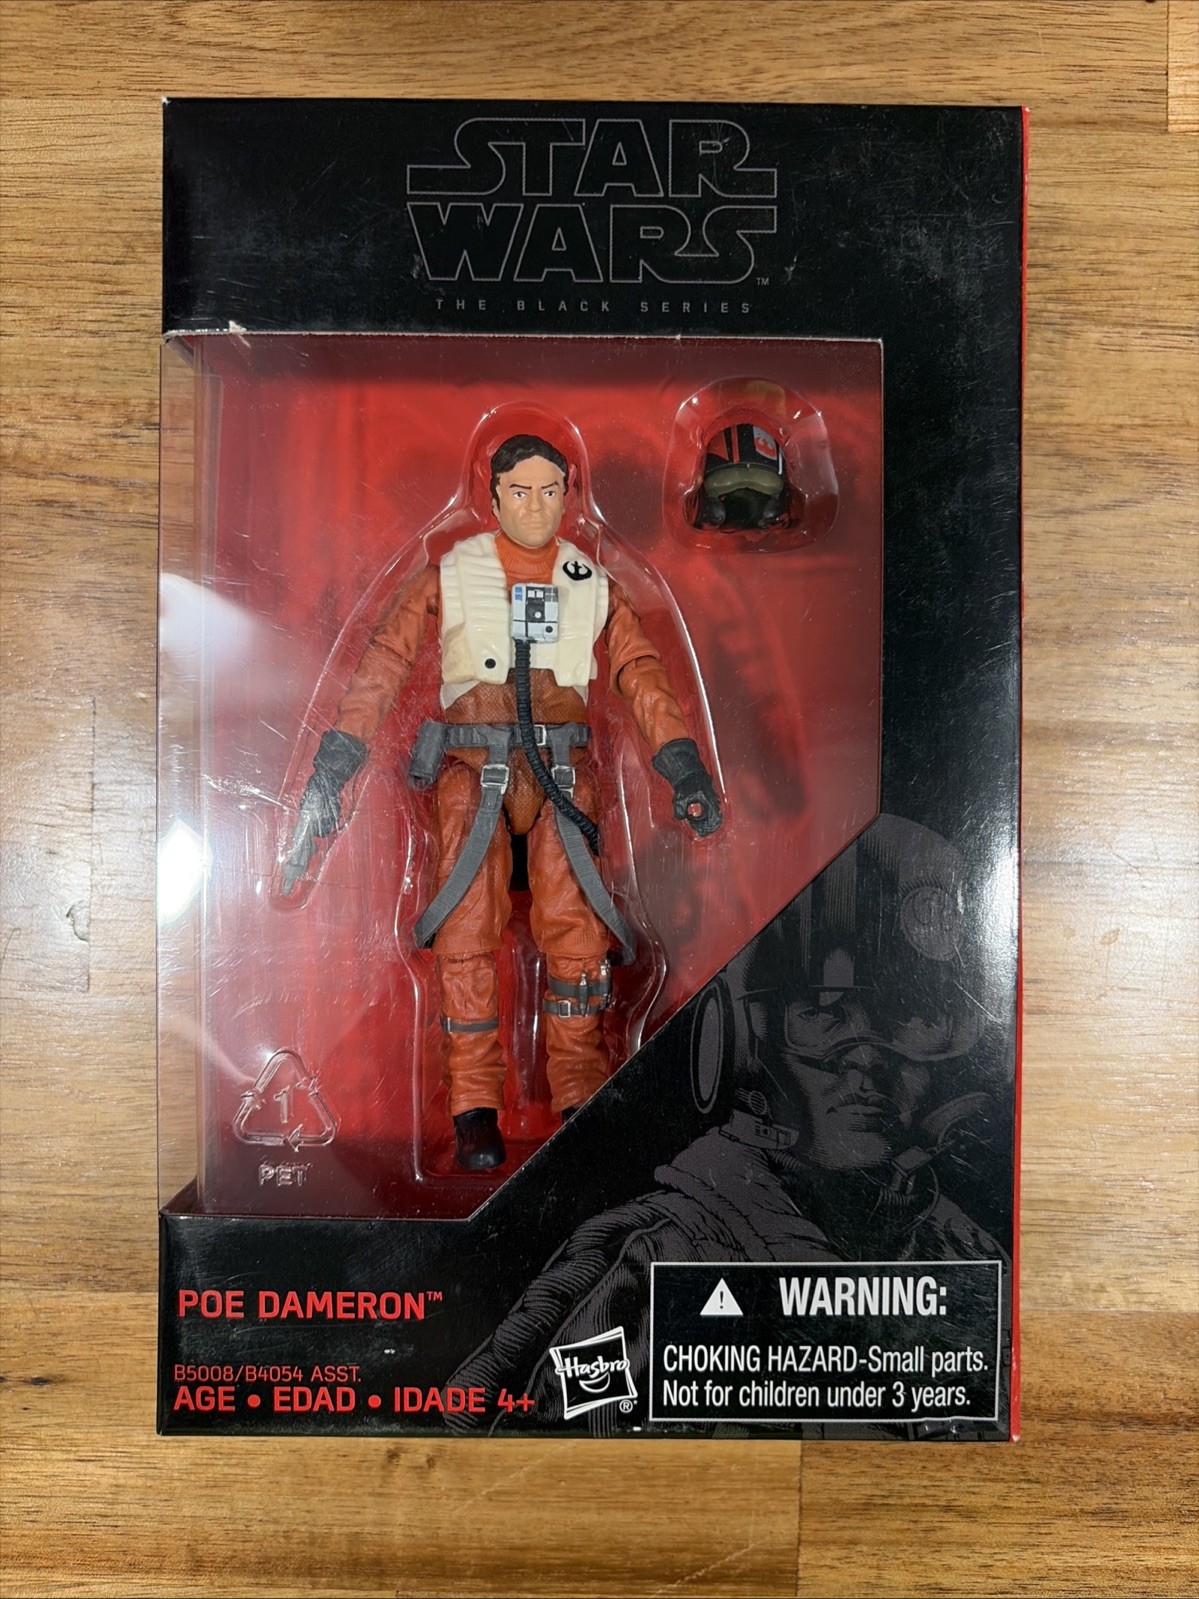 STAR
WARS™
THE BLACK SERIES
1
PET
POE DAMERON™
B5008/B4054 ASST.
AGE • EDAD • IDADE 4+
Hasbro
®
WARNING:
CHOKING HAZARD-Small parts.
Not for children under 3 years.